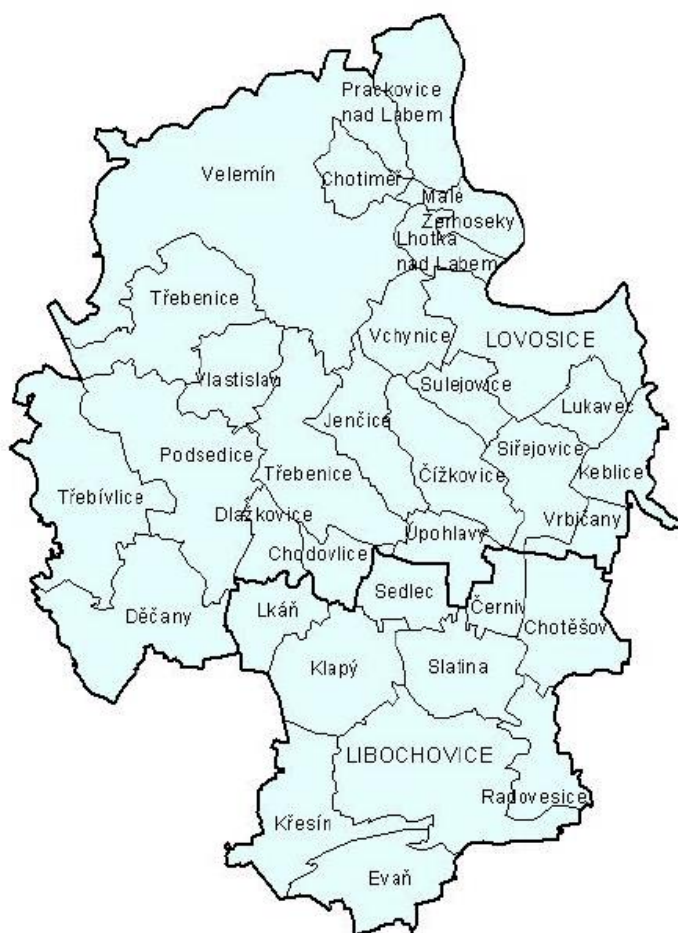 Prackovice
nad Labem
Velemín
Chotiměř
Malé
Žernoseky
Lhotka
nad Labem
Třebenice
Vchynice
LOVOSICE
Vlastislav
Sulejovice
Lukavec
Jenčice
Siřejovice
Podsedice
Třebenice
Čížkovice
Keblice
Třebívlice
Dlažkovice
Vrbičany
Úpohlavy
Chodovlice
Sedlec
Děčany
Lkáň
Černiv
Chotěšov
Klapý
Slatina
LIBOCHOVICE
Radovesice
Křesín
Evaň